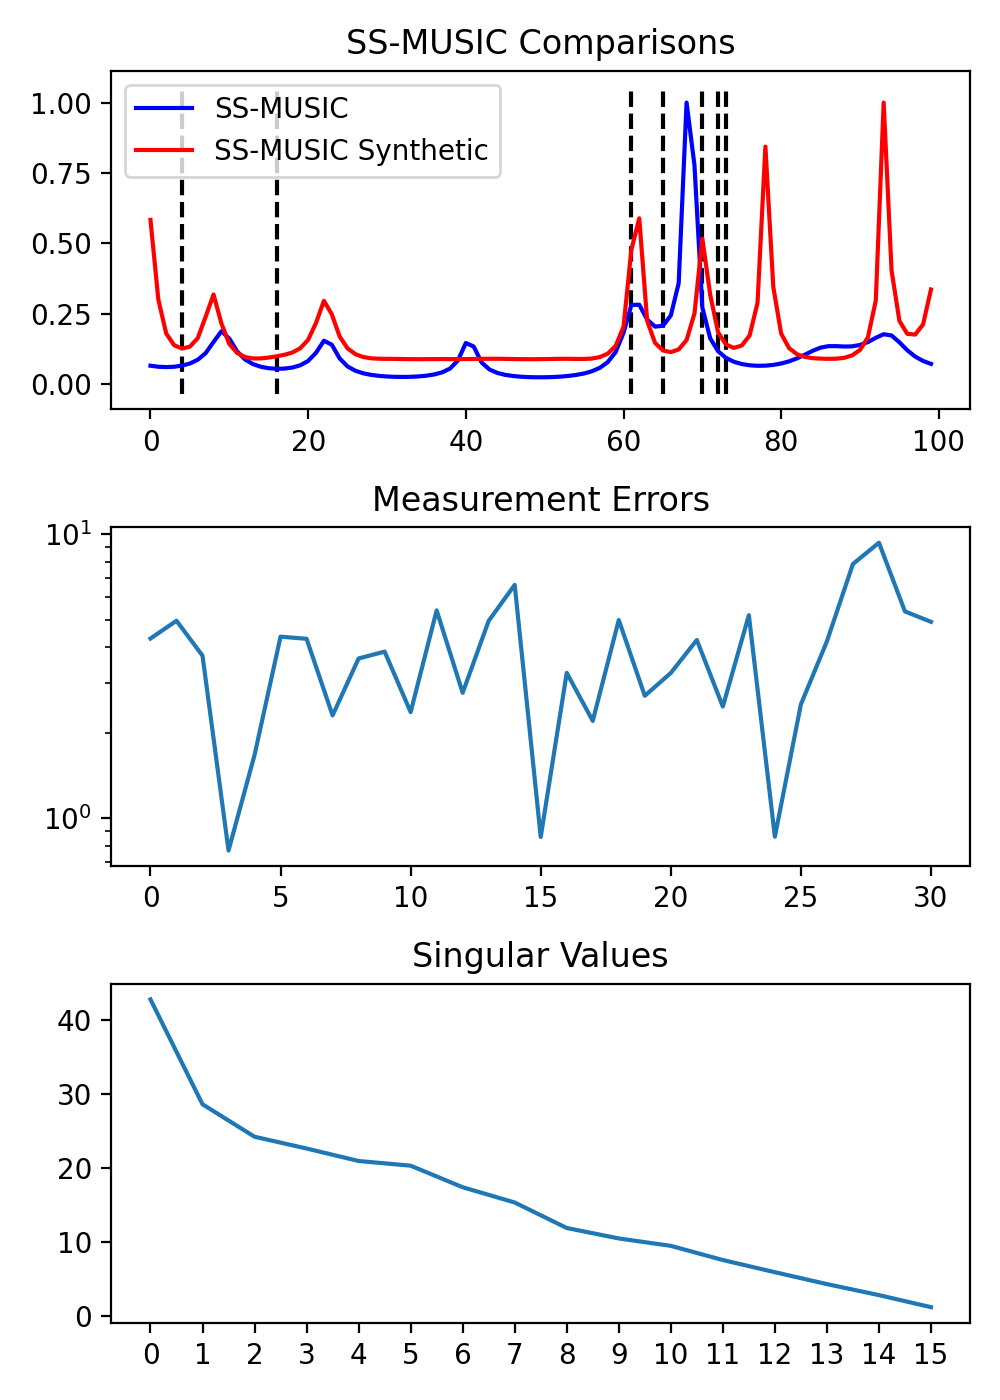 SS-MUSIC Comparisons
1.00
0.75
0.50
0.25
0.00
SS-MUSIC
SS-MUSIC Synthetic
0 20 40 60 80 100
Measurement Errors
10¹
10⁰
0 5 10 15 20 25 30
Singular Values
40
30
20
10
0
0 1 2 3 4 5 6 7 8 9 10 11 12 13 14 15